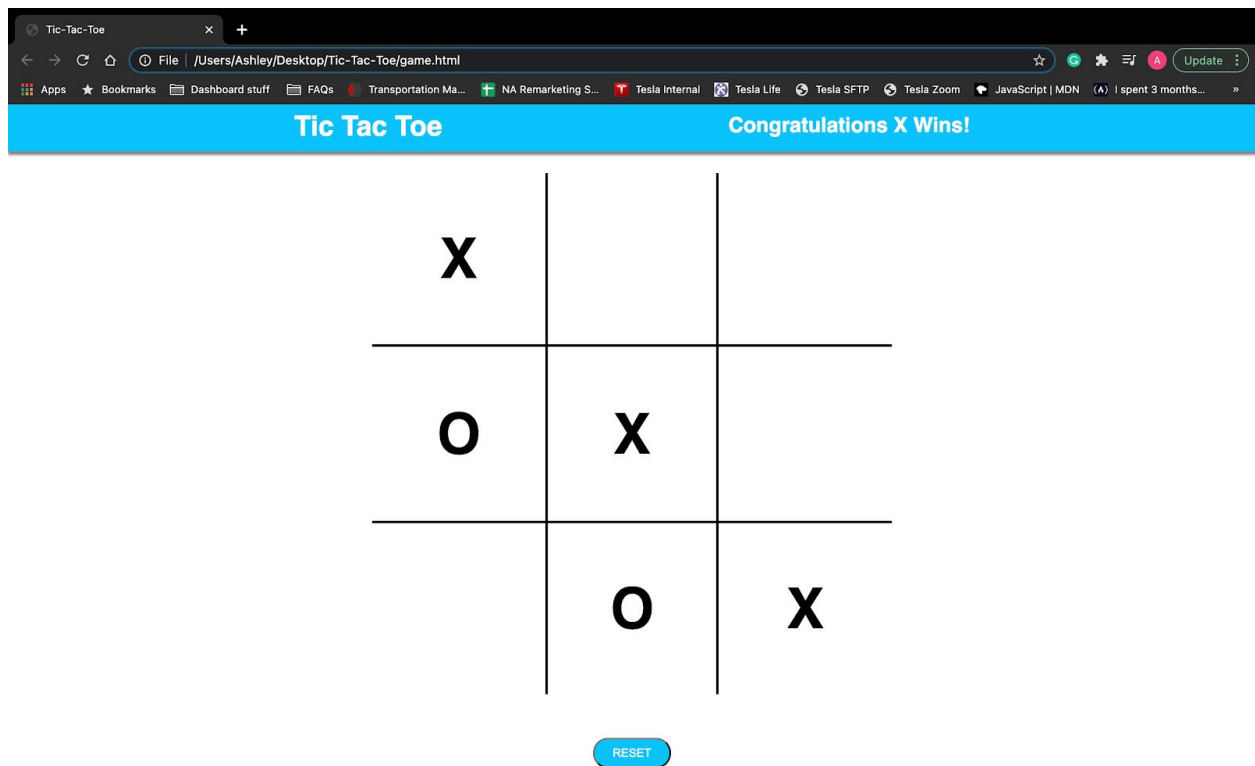 Tic-Tac-Toe
File | /Users/Ashley/Desktop/Tic-Tac-Toe/game.html A Update
Apps Bookmarks Dashboard stuff FAQs Transportation Ma... NA Remarketing S... Tesla Internal Tesla Life Tesla SFTP Tesla Zoom JavaScript | MDN I spent 3 months... »
Tic Tac Toe Congratulations X Wins!
X
O X
O X
RESET